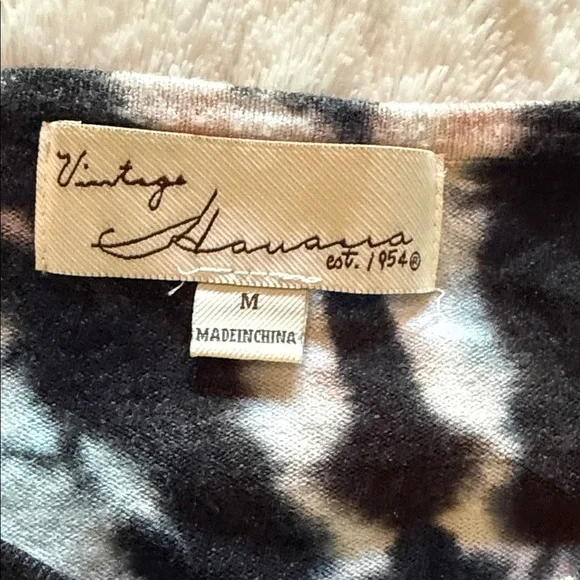 Vintage
Havana
est. 1954®
M
MADEINCHINA